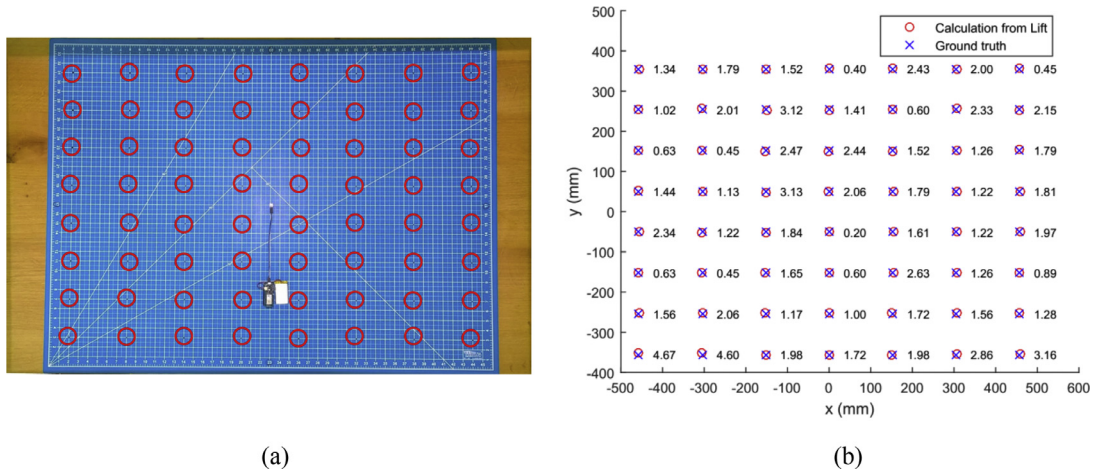 500
400
300
200
100
0
-100
-200
-300
-400
y (mm)
Calculation from Lift
Ground truth
1.34 1.79 1.52 0.40 2.43 2.00 0.45
1.02 2.01 3.12 1.41 0.60 2.33 2.15
0.63 0.45 2.47 2.44 1.52 1.26 1.79
1.44 1.13 3.13 2.06 1.79 1.22 1.81
2.34 1.22 1.84 0.20 1.61 1.22 1.97
0.63 0.45 1.65 0.60 2.63 1.26 0.89
1.56 2.06 1.17 1.00 1.72 1.56 1.28
4.67 4.60 1.98 1.72 1.98 2.86 3.16
-500 -400 -300 -200 -100 0 100 200 300 400 500 600
x (mm)
(a) (b)